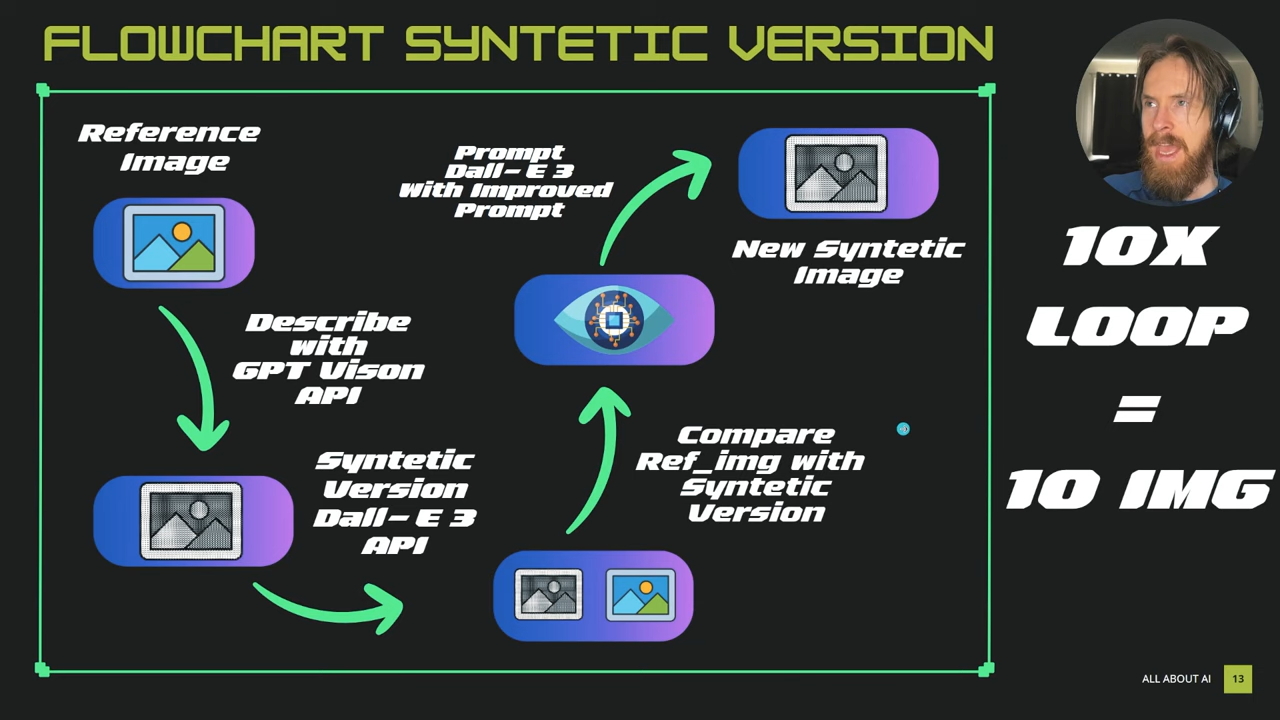 FLOWCHART SYNTETIC VERSION
Reference
Image
Describe
with
GPT Vison
API
Syntetic
Version
Dall-E 3
API
Compare
Ref_img with
Syntetic
Version
Prompt
Dall-E 3
With Improved
Prompt
New Syntetic
Image
10X
LOOP
=
10 IMG
ALL ABOUT AI
13